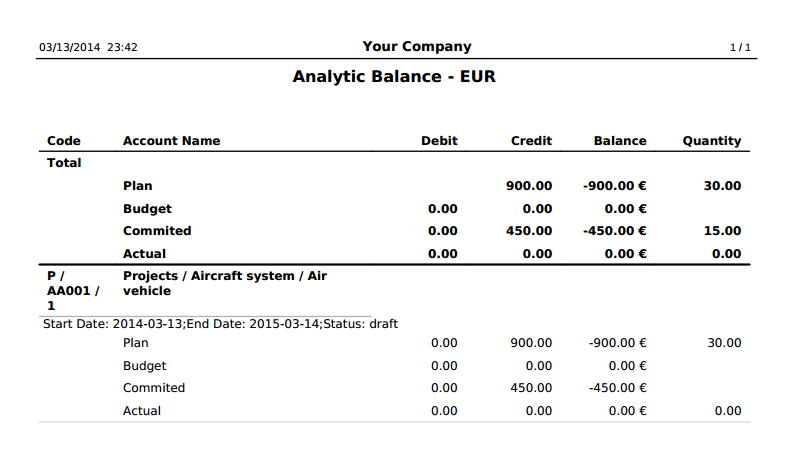 03/13/2014 23:42 Your Company 1 / 1
Analytic Balance - EUR
Code Account Name Debit Credit Balance Quantity
Total
Plan 900.00 -900.00 € 30.00
Budget 0.00 0.00 0.00 €
Commited 0.00 450.00 -450.00 € 15.00
Actual 0.00 0.00 0.00 € 0.00
P / Projects / Aircraft system / Air
AA001 / vehicle
1
Start Date: 2014-03-13;End Date: 2015-03-14;Status: draft
Plan 0.00 900.00 -900.00 € 30.00
Budget 0.00 0.00 0.00 €
Commited 0.00 450.00 -450.00 €
Actual 0.00 0.00 0.00 € 0.00